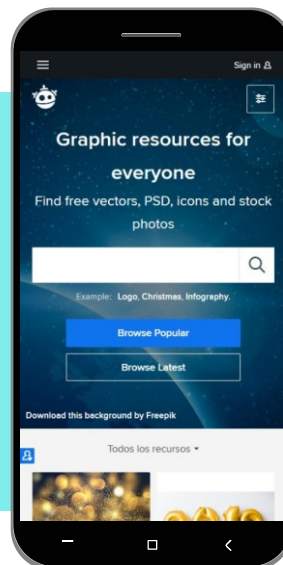 Sign in
Graphic resources for
everyone
Find free vectors, PSD, icons and stock
photos
Example: Logo, Christmas, Infography.
Browse Popular
Browse Latest
Download this background by Freepik
Todos los recursos
2019